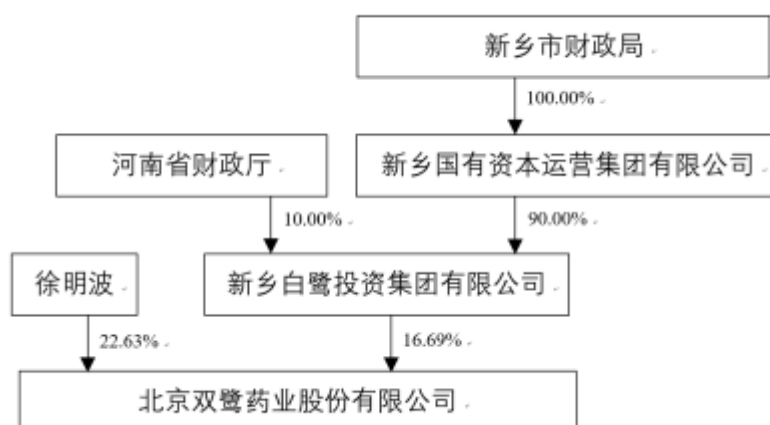 新乡市财政局
100.00%
河南省财政厅
新乡国有资本运营集团有限公司
10.00%
90.00%
徐明波
新乡白鹭投资集团有限公司
22.63%
16.69%
北京双鹭药业股份有限公司